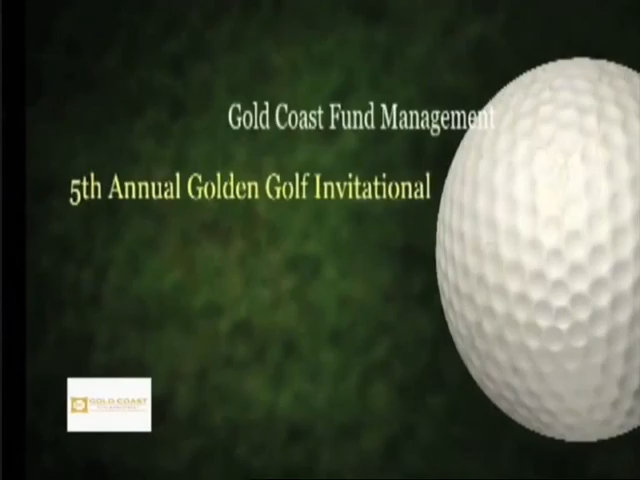 Gold Coast Fund Management
5th Annual Golden Golf Invitational
GOLD COAST